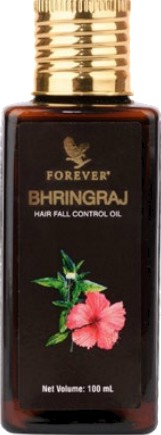 FOREVER®
BHRINGRAJ
HAIR FALL CONTROL OIL
Net Volume: 100 mL